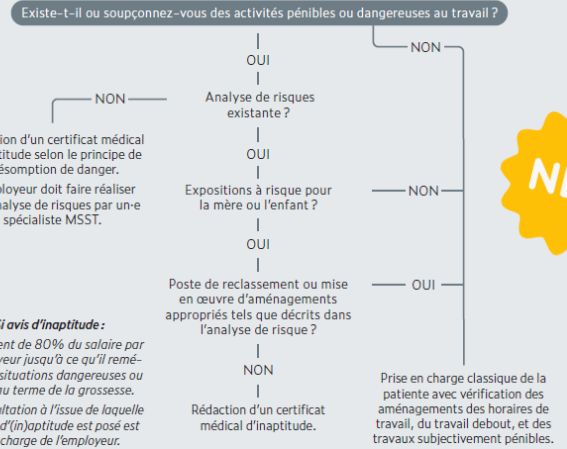 Existe-t-il ou soupçonnez-vous des activités pénibles ou dangereuses au travail ?
NON
OUI
NON
Analyse de risques
existante ?
d'un certificat médical
selon le principe de
de danger.
doit faire réaliser
de risques par un·e
spécialiste MSST.
OUI
Expositions à risque pour
la mère ou l'enfant ?
NON
OUI
Poste de reclassement ou mise
en œuvre d'aménagements
appropriés tels que décrits dans
l'analyse de risque ?
OUI
avis d'inaptitude :
de 80% du salaire par
jusqu'à ce qu'il remé-
situations dangereuses ou
au terme de la grossesse.
à l'issue de laquelle
d'(in)aptitude est posé est
charge de l'employeur.
NON
Rédaction d'un certificat
médical d'inaptitude.
Prise en charge classique de la
patiente avec vérification des
aménagements des horaires de
travail, du travail debout, et des
travaux subjectivement pénibles.